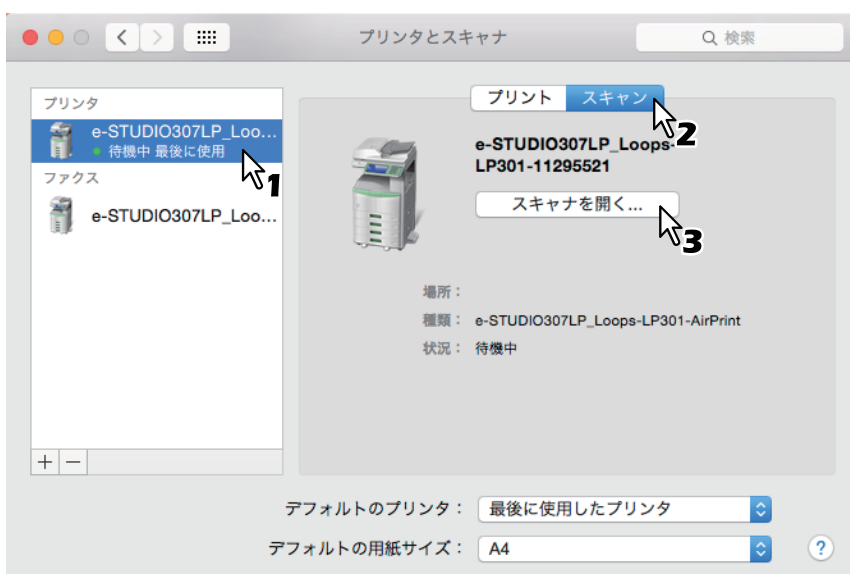 プリンタとスキャナ
検索
プリンタ
e-STUDIO307LP_Loo...
待機中 最後に使用
1
ファクス
e-STUDIO307LP_Loo...
プリント スキャン
2
e-STUDIO307LP_Loops-
LP301-11295521
スキャナを開く...
3
場所：
種類： e-STUDIO307LP_Loops-LP301-AirPrint
状況： 待機中
+ −
デフォルトのプリンタ： 最後に使用したプリンタ
デフォルトの用紙サイズ： A4
?